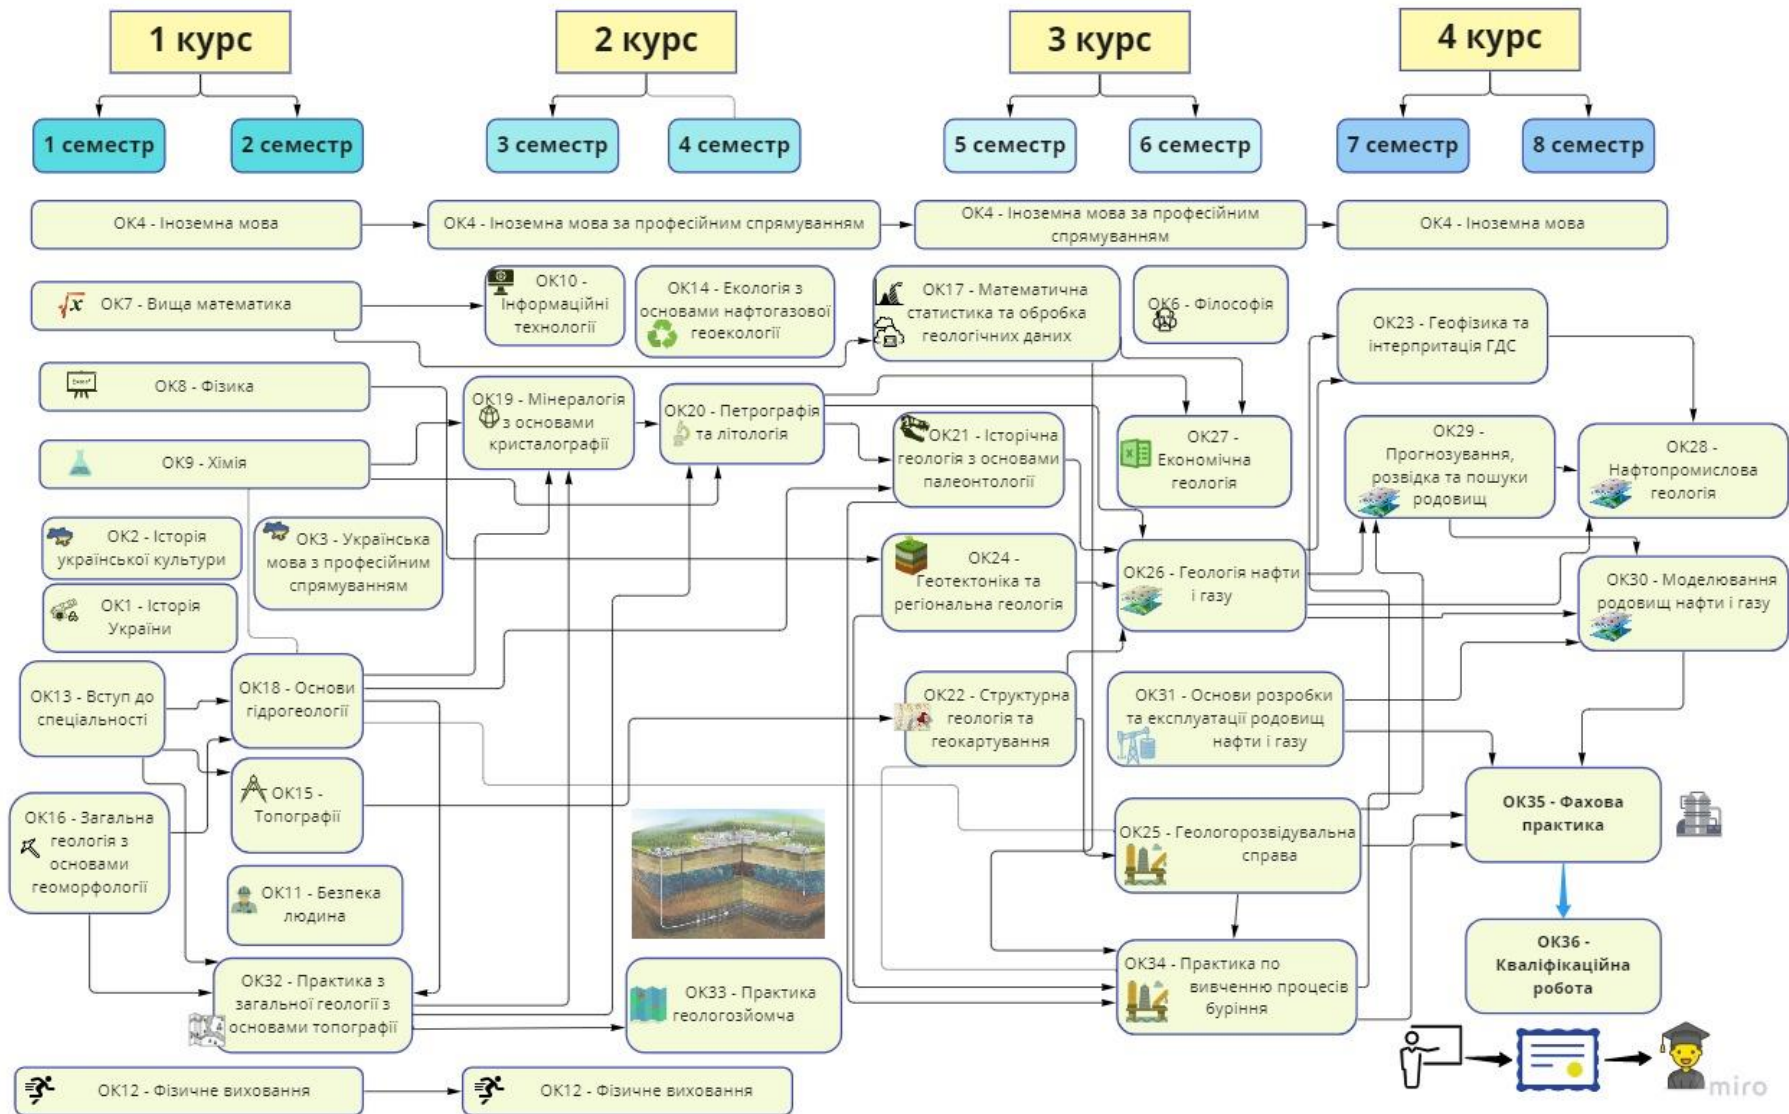 1 курс
2 курс
3 курс
4 курс
1 семестр
2 семестр
3 семестр
4 семестр
5 семестр
6 семестр
7 семестр
8 семестр
ОК4 - Іноземна мова
ОК4 - Іноземна мова за професійним спрямуванням
ОК4 - Іноземна мова за професійним
спрямуванням
ОК4 - Іноземна мова
√x
ОК7 - Вища математика
ОК10 -
Інформаційні
технології
ОК14 - Екологія з
основами нафтогазової
геоекології
ОК17 - Математична
статистика та обробка
геологічних даних
ОК6 - Філософія
ОК23 - Геофізика та
інтерпритація ГДС
ОК8 - Фізика
ОК19 - Мінералогія
з основами
кристалографії
ОК20 - Петрографія
та літологія
ОК21 - Історічна
геологія з основами
палеонтології
ОК27 -
Економічна
геологія
ОК29 -
Прогнозування,
розвідка та пошуки
родовищ
ОК28 -
Нафтопромислова
геологія
ОК9 - Хімія
ОК2 - Історія
української культури
ОК3 - Українська
мова з професійним
спрямуванням
ОК24 -
Геотектоніка та
регіональна геологія
ОК26 - Геологія нафти
і газу
ОК30 - Моделювання
родовищ нафти і газу
ОК1 - Історія
України
ОК13 - Вступ до
спеціальності
ОК18 - Основи
гідрогеології
ОК22 - Структурна
геологія та
геокартування
ОК31 - Основи розробки
та експлуатації родовищ
нафти і газу
ОК15 -
Топографії
ОК16 - Загальна
геологія з
основами
геоморфології
ОК25 - Геологорозвідувальна
справа
ОК35 - Фахова
практика
ОК11 - Безпека
людина
ОК32 - Практика з
загальної геології з
основами топографії
ОК33 - Практика
геологозйомча
ОК34 - Практика по
вивченню процесів
буріння
ОК36 -
Кваліфікаційна
робота
ОК12 - Фізичне виховання
ОК12 - Фізичне виховання
miro